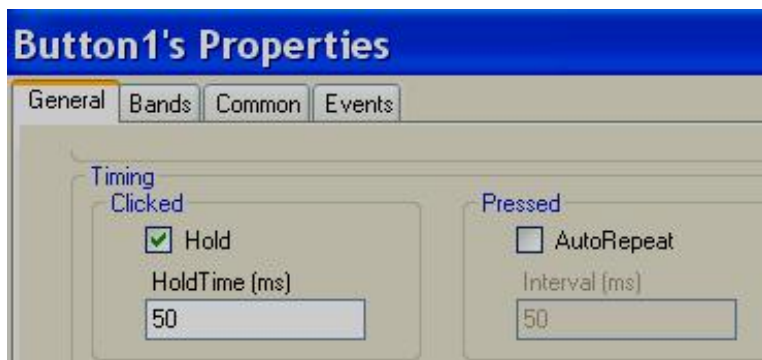 Button1's Properties
General Bands Common Events
Timing
Clicked Pressed
Hold AutoRepeat
HoldTime (ms) Interval (ms)
50 50